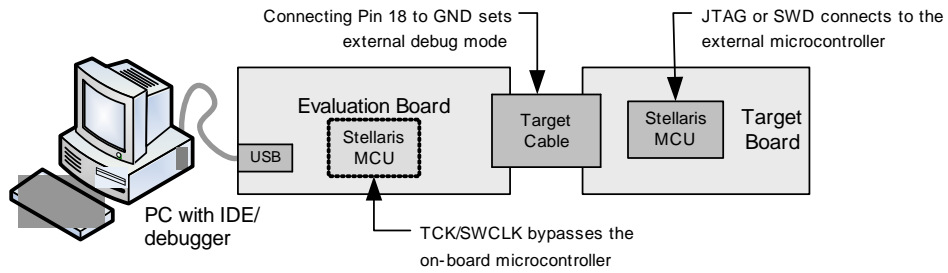 Connecting Pin 18 to GND sets
external debug mode
JTAG or SWD connects to the
external microcontroller
Evaluation Board
Stellaris
MCU
USB
Target
Cable
Stellaris
MCU
Target
Board
PC with IDE/
debugger
TCK/SWCLK bypasses the
on-board microcontroller